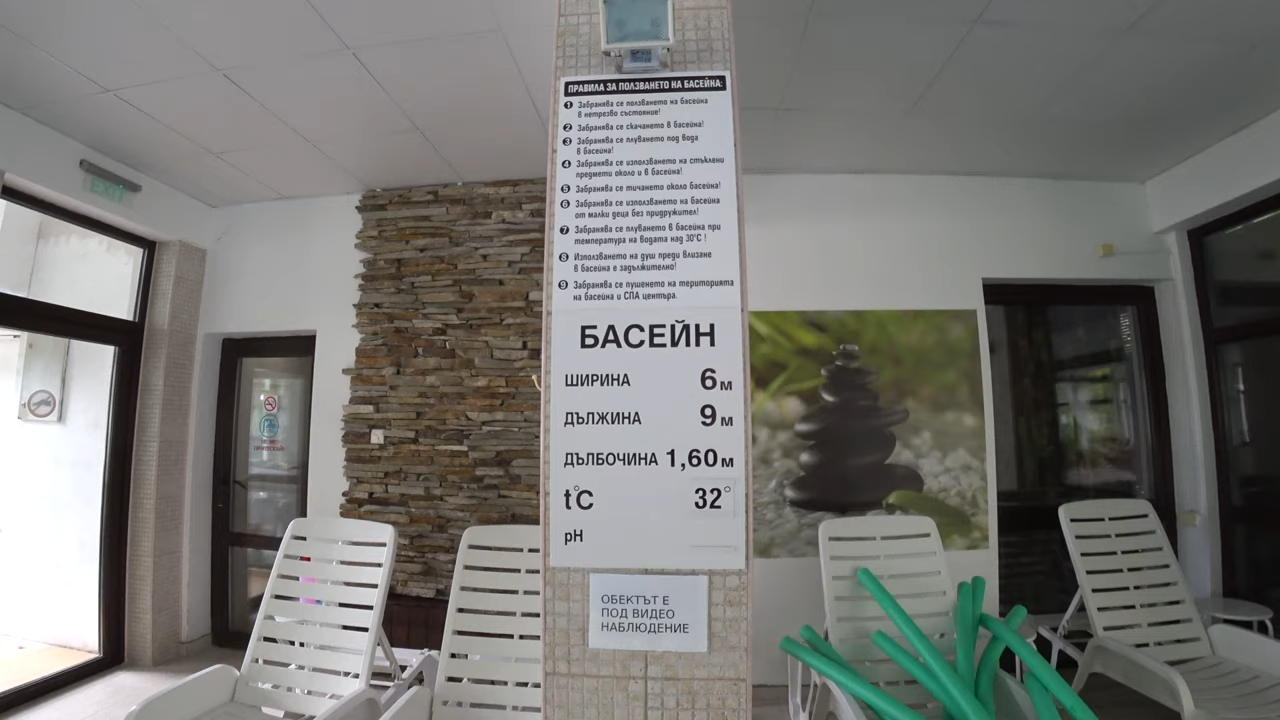 ПРАВИЛА ЗА ПОЛЗВАНЕТО НА БАСЕЙНА:
1 Забранява се ползването на басейна
в нетрезво състояние!
2 Забранява се скачането в басейна!
3 Забранява се плуването под вода
в басейна!
4 Забранява се използването на стъклени
предмети около и в басейна!
5 Забранява се тичането около басейна!
6 Забранява се използването на басейна
от малки деца без придружител!
7 Забранява се плуването в басейна при
температура на водата над 30°C !
8 Използването на душ преди влизане
в басейна е задължително!
9 Забранява се пушенето на територията
на басейна и СПА центъра.
БАСЕЙН
ШИРИНА 6 м
ДЪЛЖИНА 9 м
ДЪЛБОЧИНА 1,60 м
t°C 32°
pH
ОБЕКТЪТ Е
ПОД ВИДЕО
НАБЛЮДЕНИЕ
EXIT